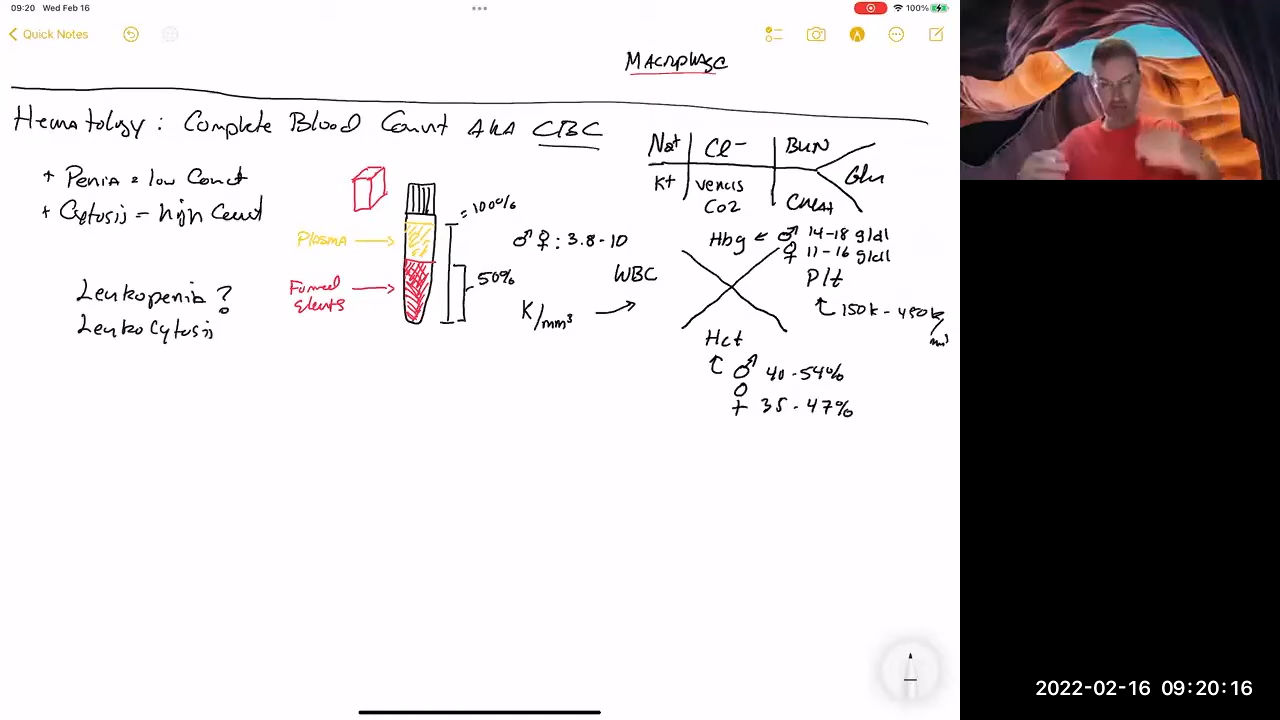 09:20 Wed Feb 16
100%
Quick Notes
Macrophage
Hematology : Complete Blood Count AKA CBC
+ Penia = low Count
+ Cytosis = high Count
Leukopenia ?
Leukocytosis
= 100%
Plasma
50%
Formed
♂ ♀ : 3.8 - 10
K/mm³
WBC
Na+ Cl- BUN
K+ venus CO2 Creat
Glu
Hbg ← ♂ 14-18 g/dl
♀ 11-16 g/dl
Plt
150k - 450k/mm³
Hct
♂ 40-54%
♀ 35-47%
2022-02-16 09:20:16